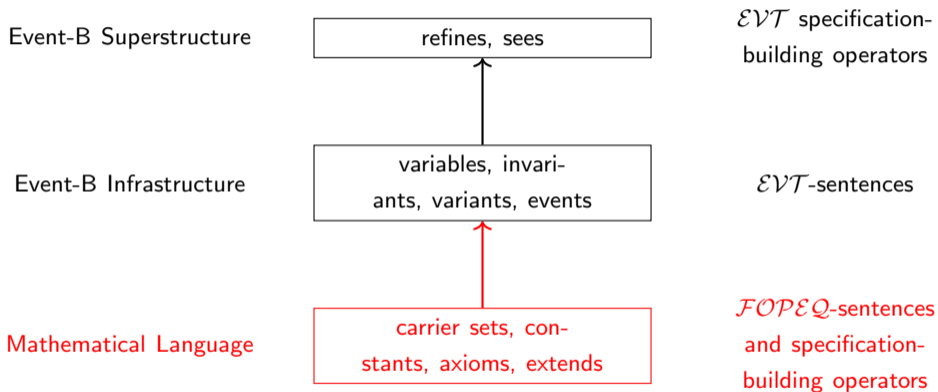 Event-B Superstructure
refines, sees
ℰ𝒱𝒯 specification-
building operators
Event-B Infrastructure
variables, invari-
ants, variants, events
ℰ𝒱𝒯-sentences
Mathematical Language
carrier sets, con-
stants, axioms, extends
ℱ𝒪𝒫ℰ𝒬-sentences
and specification-
building operators